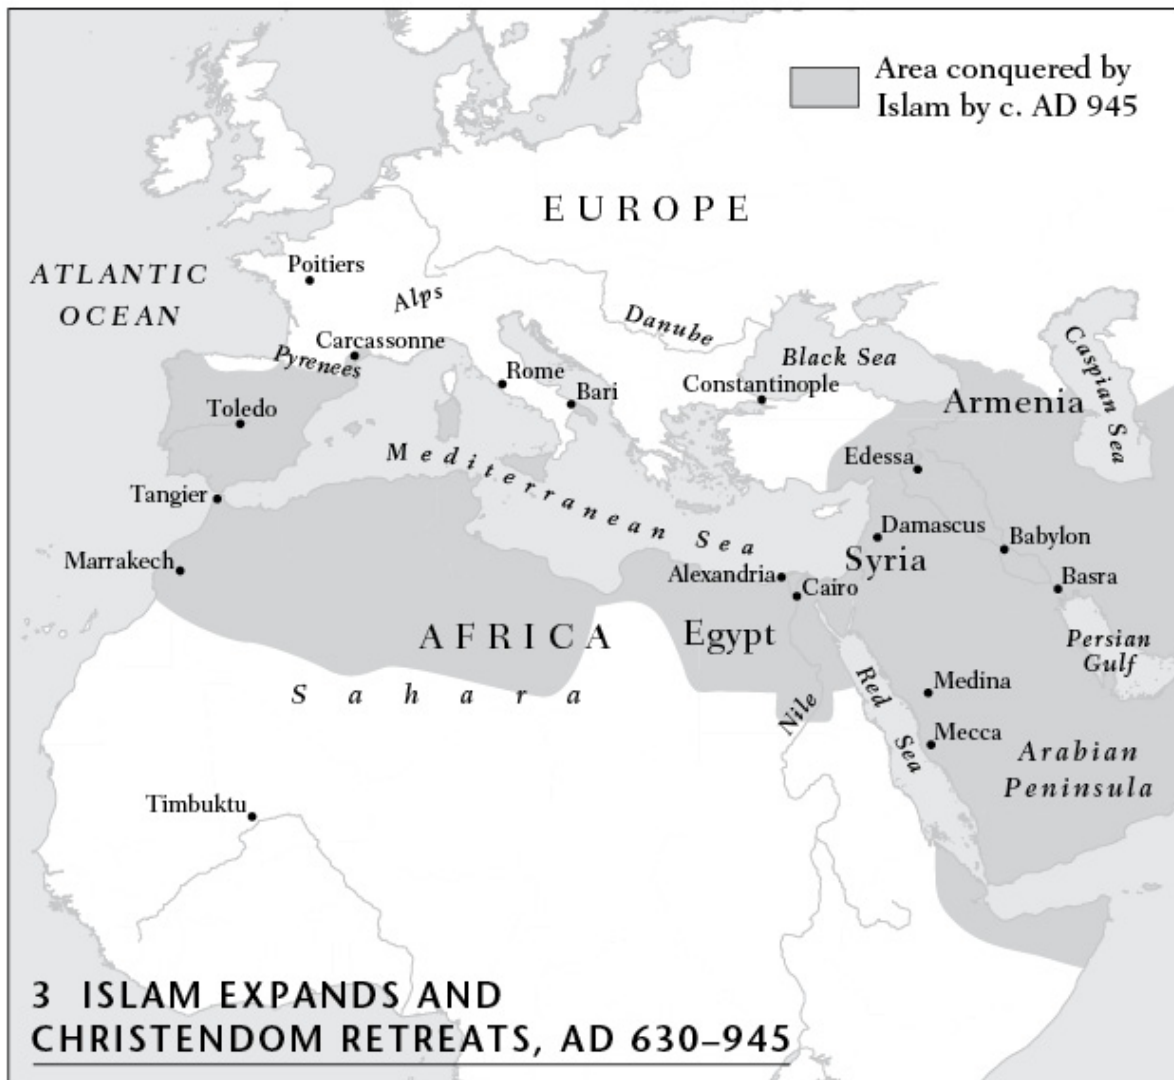 Area conquered by
Islam by c. AD 945
EUROPE
ATLANTIC
OCEAN
Poitiers
Alps
Danube
Carcassonne
Pyrenees
Black Sea
Caspian Sea
Rome
Bari
Constantinople
Armenia
Toledo
Mediterranean Sea
Edessa
Tangier
Damascus
Babylon
Marrakech
Syria
Alexandria
Cairo
Basra
AFRICA
Egypt
Persian
Gulf
Sahara
Nile
Red Sea
Medina
Mecca
Arabian
Peninsula
Timbuktu
3 ISLAM EXPANDS AND
CHRISTENDOM RETREATS, AD 630–945